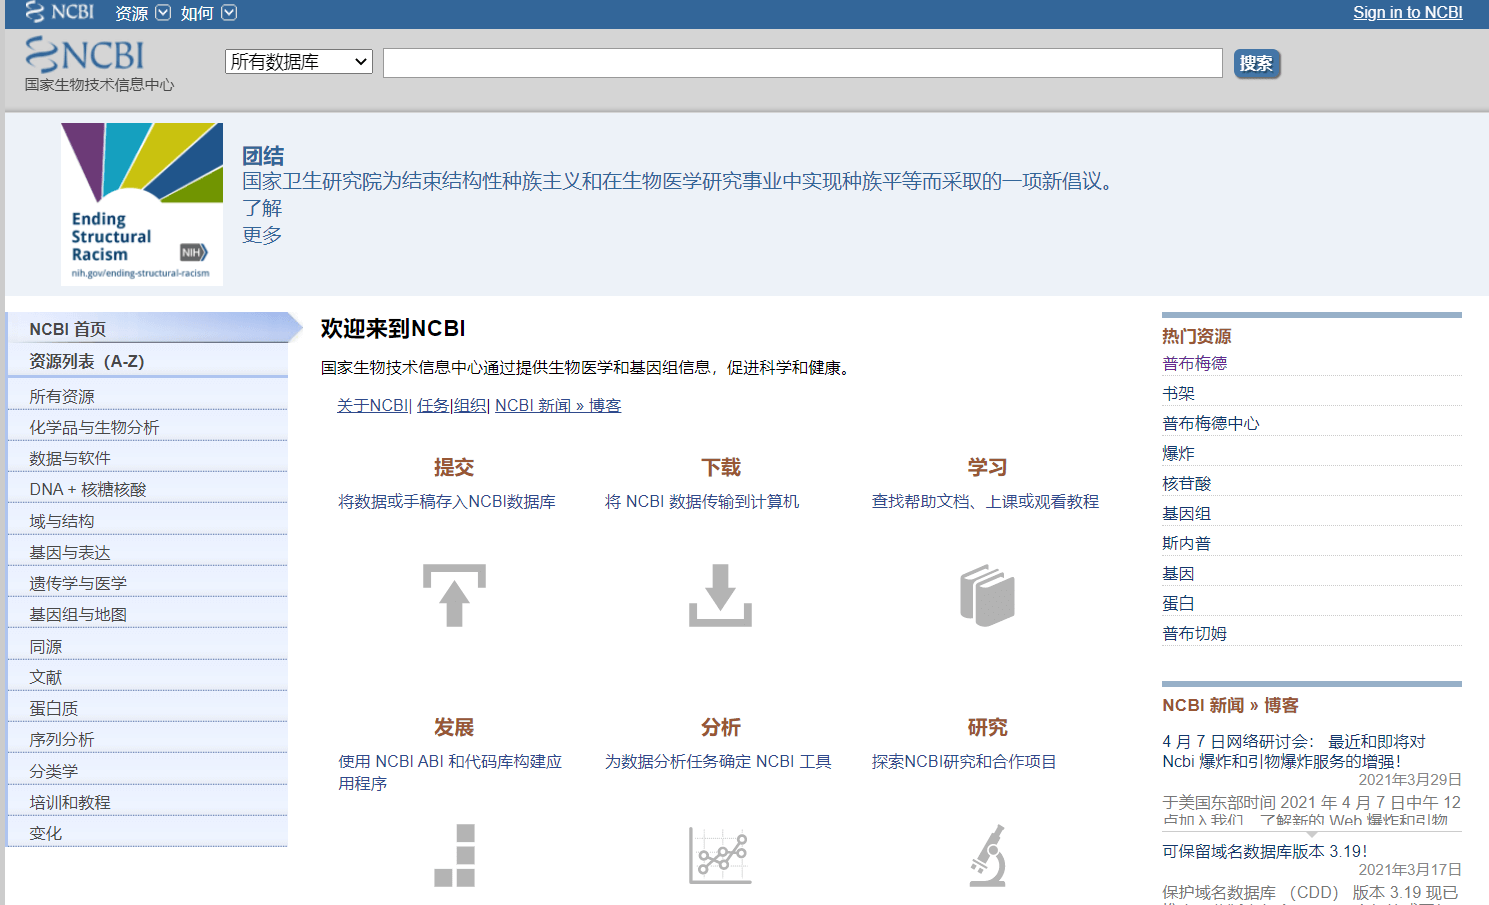 NCBI 资源 如何 Sign in to NCBI
NCBI
国家生物技术信息中心
所有数据库
搜索
Ending
Structural
Racism
NIH
nih.gov/ending-structural-racism
团结
国家卫生研究院为结束结构性种族主义和在生物医学研究事业中实现种族平等而采取的一项新倡议。
了解
更多
NCBI 首页
资源列表（A-Z）
所有资源
化学品与生物分析
数据与软件
DNA + 核糖核酸
域与结构
基因与表达
遗传学与医学
基因组与地图
同源
文献
蛋白质
序列分析
分类学
培训和教程
变化
欢迎来到NCBI
国家生物技术信息中心通过提供生物医学和基因组信息，促进科学和健康。
关于NCBI| 任务|组织| NCBI 新闻 » 博客
提交
将数据或手稿存入NCBI数据库
下载
将 NCBI 数据传输到计算机
学习
查找帮助文档、上课或观看教程
发展
使用 NCBI ABI 和代码库构建应
用程序
分析
为数据分析任务确定 NCBI 工具
研究
探索NCBI研究和合作项目
热门资源
普布梅德
书架
普布梅德中心
爆炸
核苷酸
基因组
斯内普
基因
蛋白
普布切姆
NCBI 新闻 » 博客
4 月 7 日网络研讨会： 最近和即将对
Ncbi 爆炸和引物爆炸服务的增强！
2021年3月29日
于美国东部时间 2021 年 4 月 7 日中午 12
点加入我们，了解新的 Web 爆炸和引物
可保留域名数据库版本 3.19！
2021年3月17日
保护域名数据库 （CDD） 版本 3.19 现已